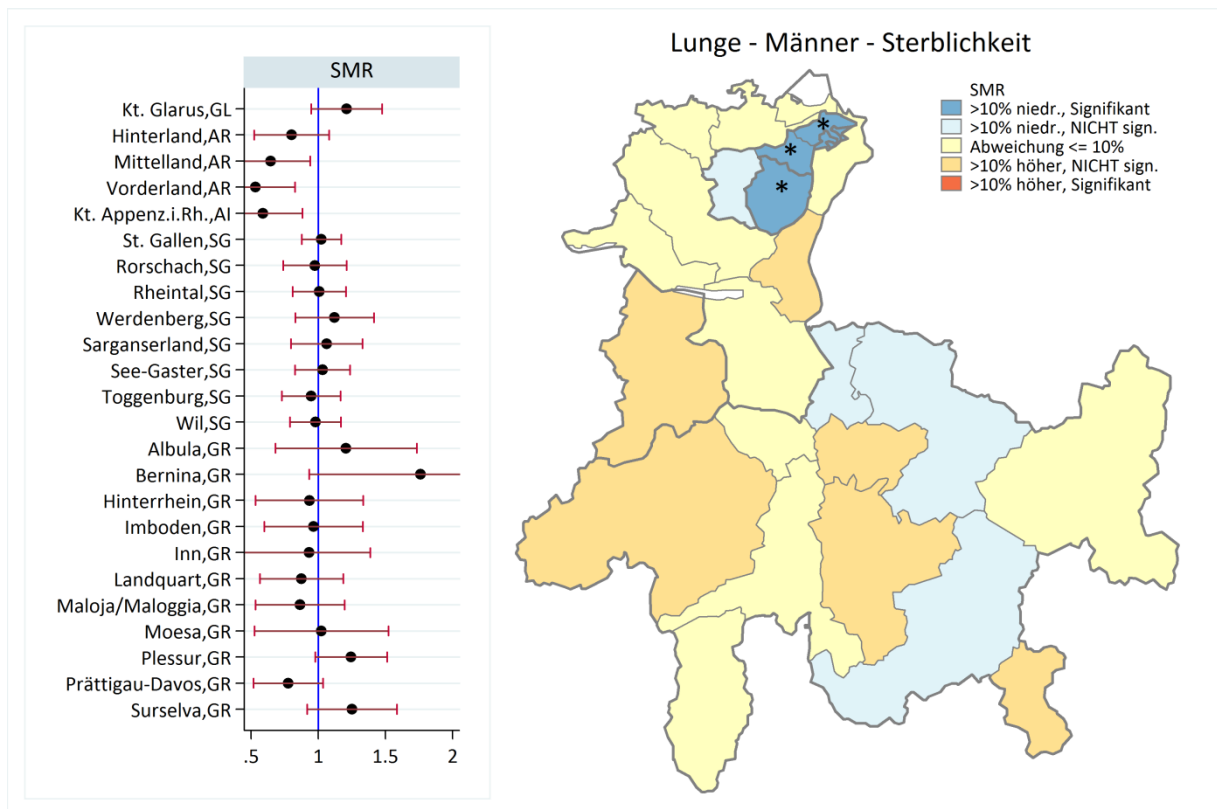 SMR
Kt. Glarus,GL
Hinterland,AR
Mittelland,AR
Vorderland,AR
Kt. Appenz.i.Rh.,AI
St. Gallen,SG
Rorschach,SG
Rheintal,SG
Werdenberg,SG
Sarganserland,SG
See-Gaster,SG
Toggenburg,SG
Wil,SG
Albula,GR
Bernina,GR
Hinterrhein,GR
Imboden,GR
Inn,GR
Landquart,GR
Maloja/Maloggia,GR
Moesa,GR
Plessur,GR
Prättigau-Davos,GR
Surselva,GR
.5 1 1.5 2
Lunge - Männer - Sterblichkeit
SMR
>10% niedr., Signifikant
>10% niedr., NICHT sign.
Abweichung <= 10%
>10% höher, NICHT sign.
>10% höher, Signifikant
*
*
*